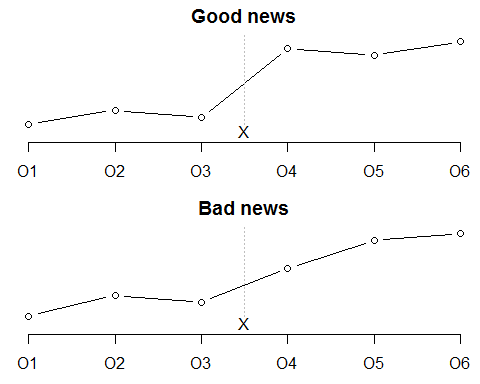 Good news
X
O1 O2 O3 O4 O5 O6
Bad news
X
O1 O2 O3 O4 O5 O6